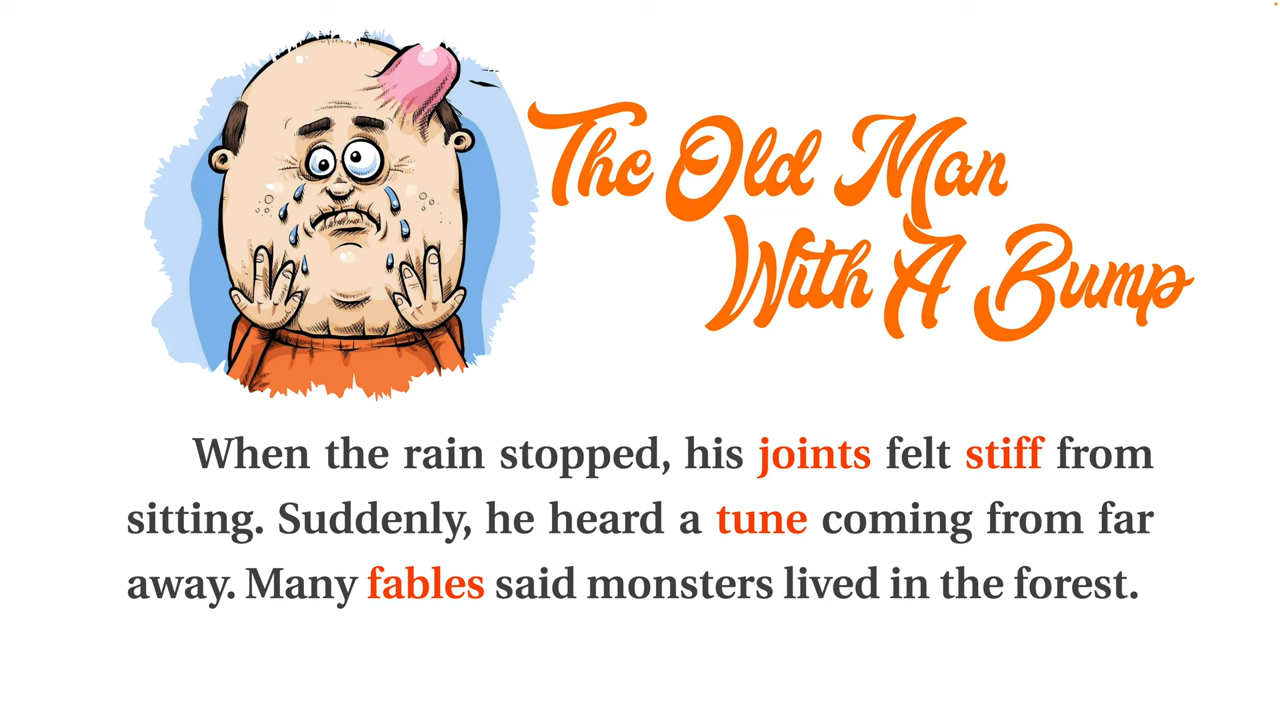 The Old Man
With A Bump
When the rain stopped, his joints felt stiff from
sitting. Suddenly, he heard a tune coming from far
away. Many fables said monsters lived in the forest.